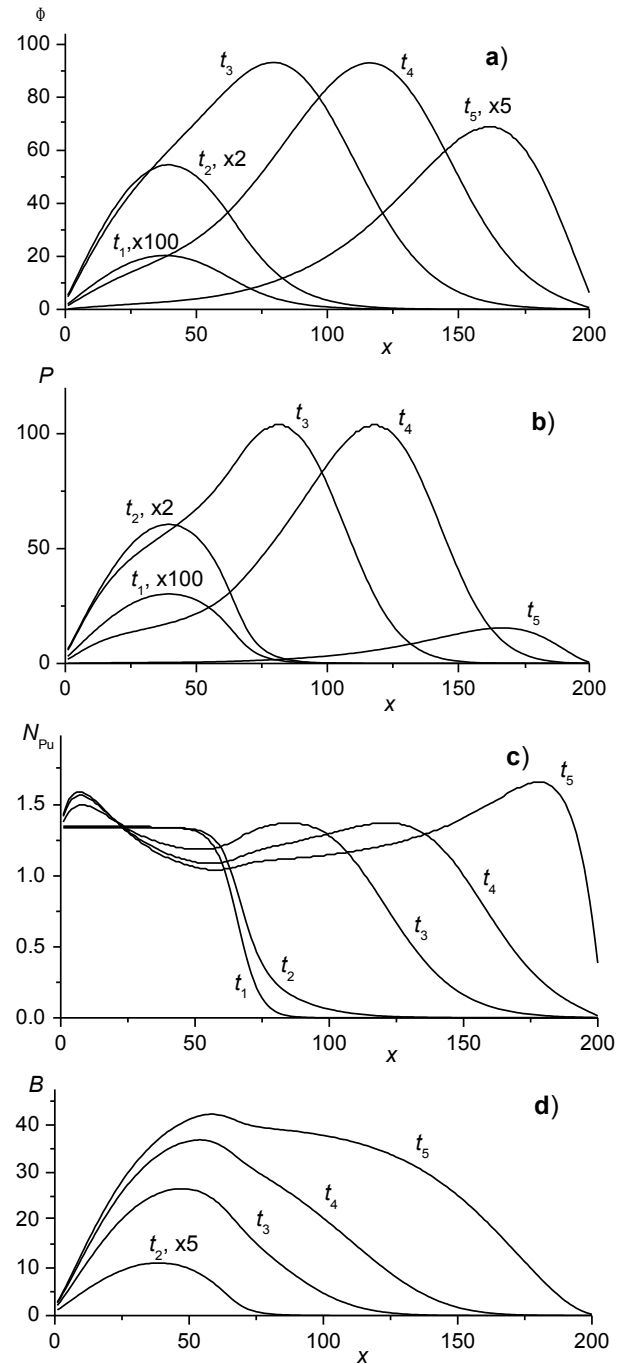 Φ
100
80
60
40
20
0
a)
t₃
t₄
t₅, x5
t₂, x2
t₁,x100
0 50 100 150 200
x
P
100
50
0
b)
t₃
t₄
t₂, x2
t₁, x100
t₅
0 50 100 150 200
x
N_Pu
1.5
1.0
0.5
0.0
c)
t₅
t₄
t₃
t₂
t₁
0 50 100 150 200
x
B
40
30
20
10
0
d)
t₅
t₄
t₃
t₂, x5
0 50 100 150 200
x